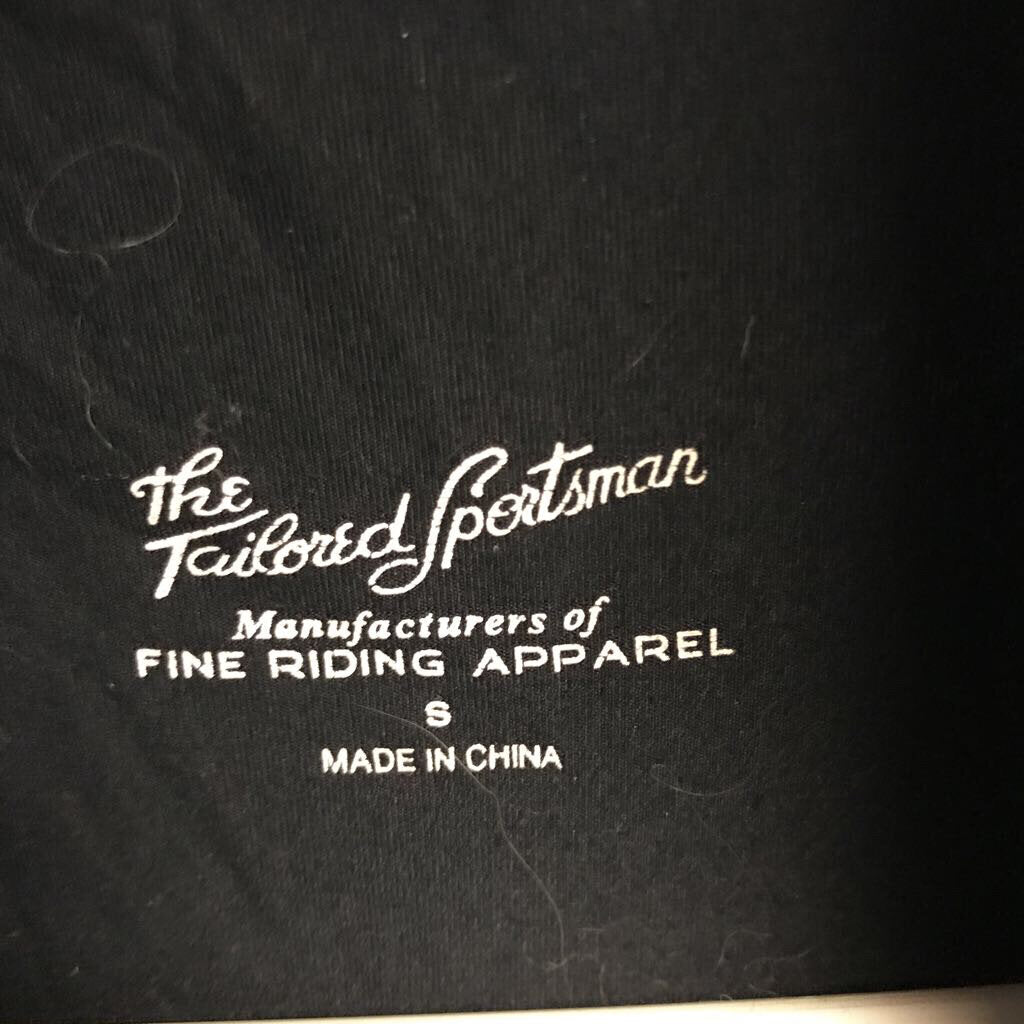 The
Tailored Sportsman
Manufacturers of
FINE RIDING APPAREL
S
MADE IN CHINA